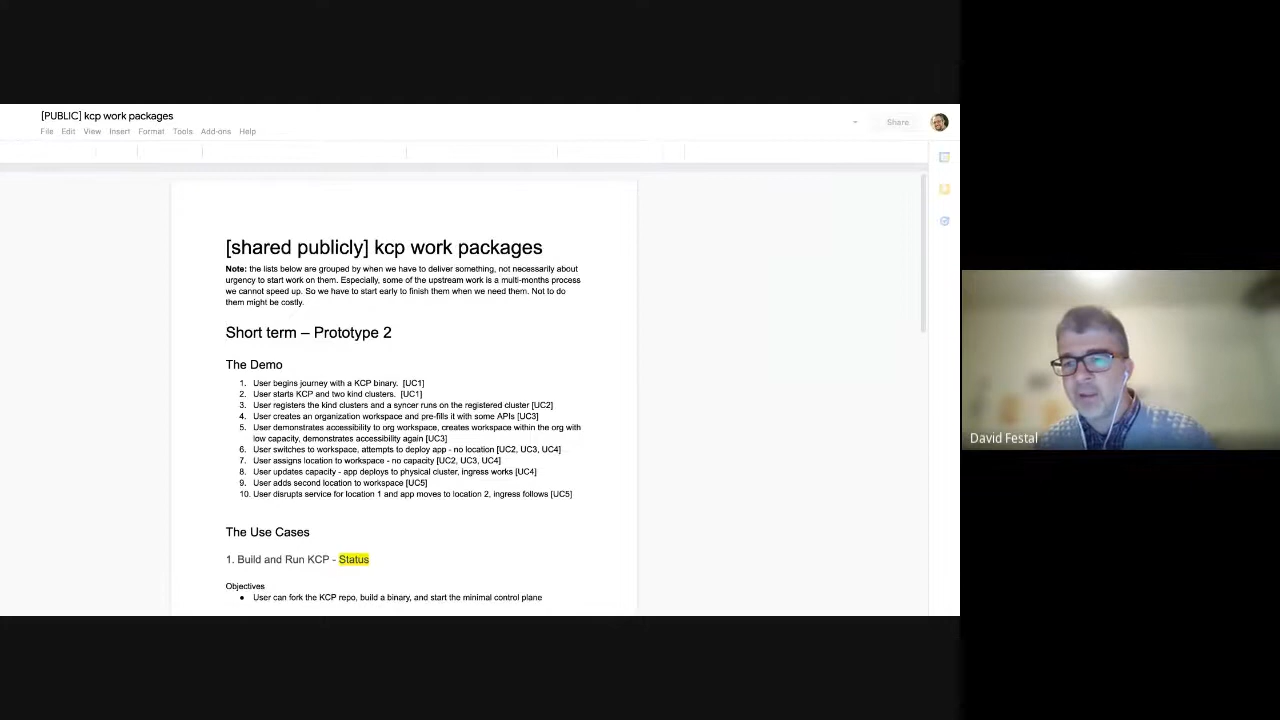 [PUBLIC] kcp work packages
File Edit View Insert Format Tools Add-ons Help
Share
[shared publicly] kcp work packages
Note: the lists below are grouped by when we have to deliver something, not necessarily about
urgency to start work on them. Especially, some of the upstream work is a multi-months process
we cannot speed up. So we have to start early to finish them when we need them. Not to do
them might be costly.
Short term – Prototype 2
The Demo
1. User begins journey with a KCP binary. [UC1]
2. User starts KCP and two kind clusters. [UC1]
3. User registers the kind clusters and a syncer runs on the registered cluster [UC2]
4. User creates an organization workspace and pre-fills it with some APIs [UC3]
5. User demonstrates accessibility to org workspace, creates workspace within the org with
low capacity, demonstrates accessibility again [UC3]
6. User switches to workspace, attempts to deploy app - no location [UC2, UC3, UC4]
7. User assigns location to workspace - no capacity [UC2, UC3, UC4]
8. User updates capacity - app deploys to physical cluster, ingress works [UC4]
9. User adds second location to workspace [UC5]
10. User disrupts service for location 1 and app moves to location 2, ingress follows [UC5]
The Use Cases
1. Build and Run KCP - Status
Objectives
● User can fork the KCP repo, build a binary, and start the minimal control plane
David Festal